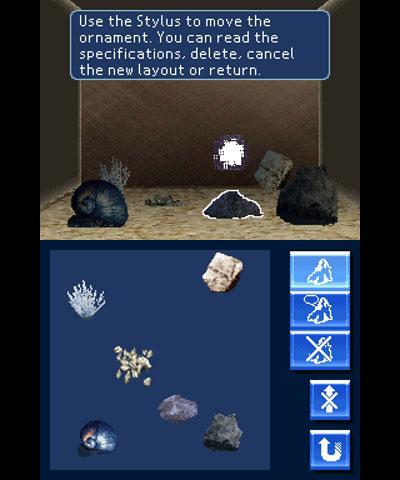 Use the Stylus to move the
ornament. You can read the
specifications, delete, cancel
the new layout or return.